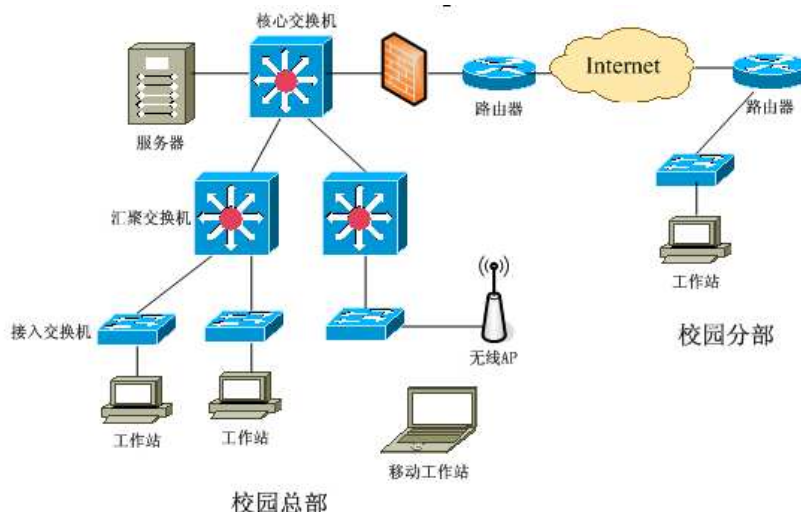 核心交换机
Internet
服务器
路由器
路由器
汇聚交换机
工作站
接入交换机
无线AP
校园分部
工作站
工作站
移动工作站
校园总部